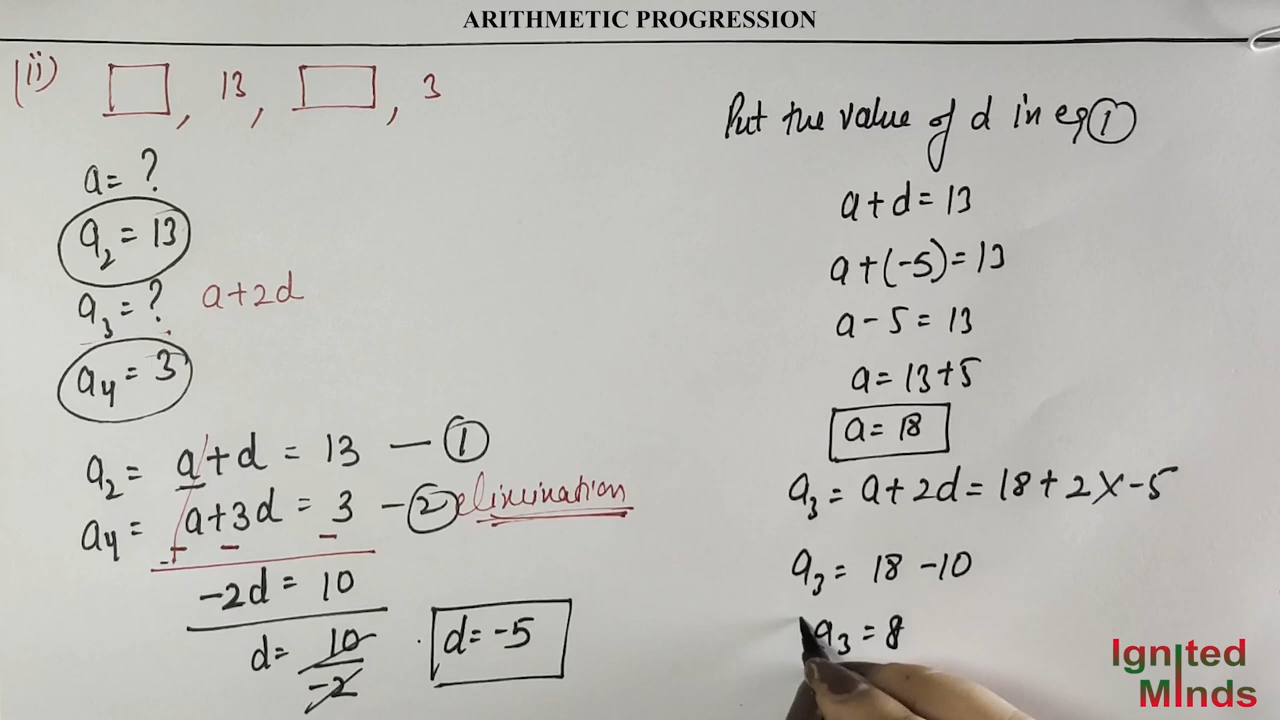 ARITHMETIC PROGRESSION
(ii) , 13, , 3
a = ?
a₂ = 13
a₃ = ? a+2d
a₄ = 3
a₂ = a+d = 13 — ①
a₄ = a+3d = 3 — ② elimination
- - -
-2d = 10
d = 10/-2 d = -5
Put the value of d in eq ①
a+d = 13
a+(-5) = 13
a-5 = 13
a = 13+5
a = 18
a₃ = a+2d = 18+2×-5
a₃ = 18-10
a₃ = 8
Ignited
Minds